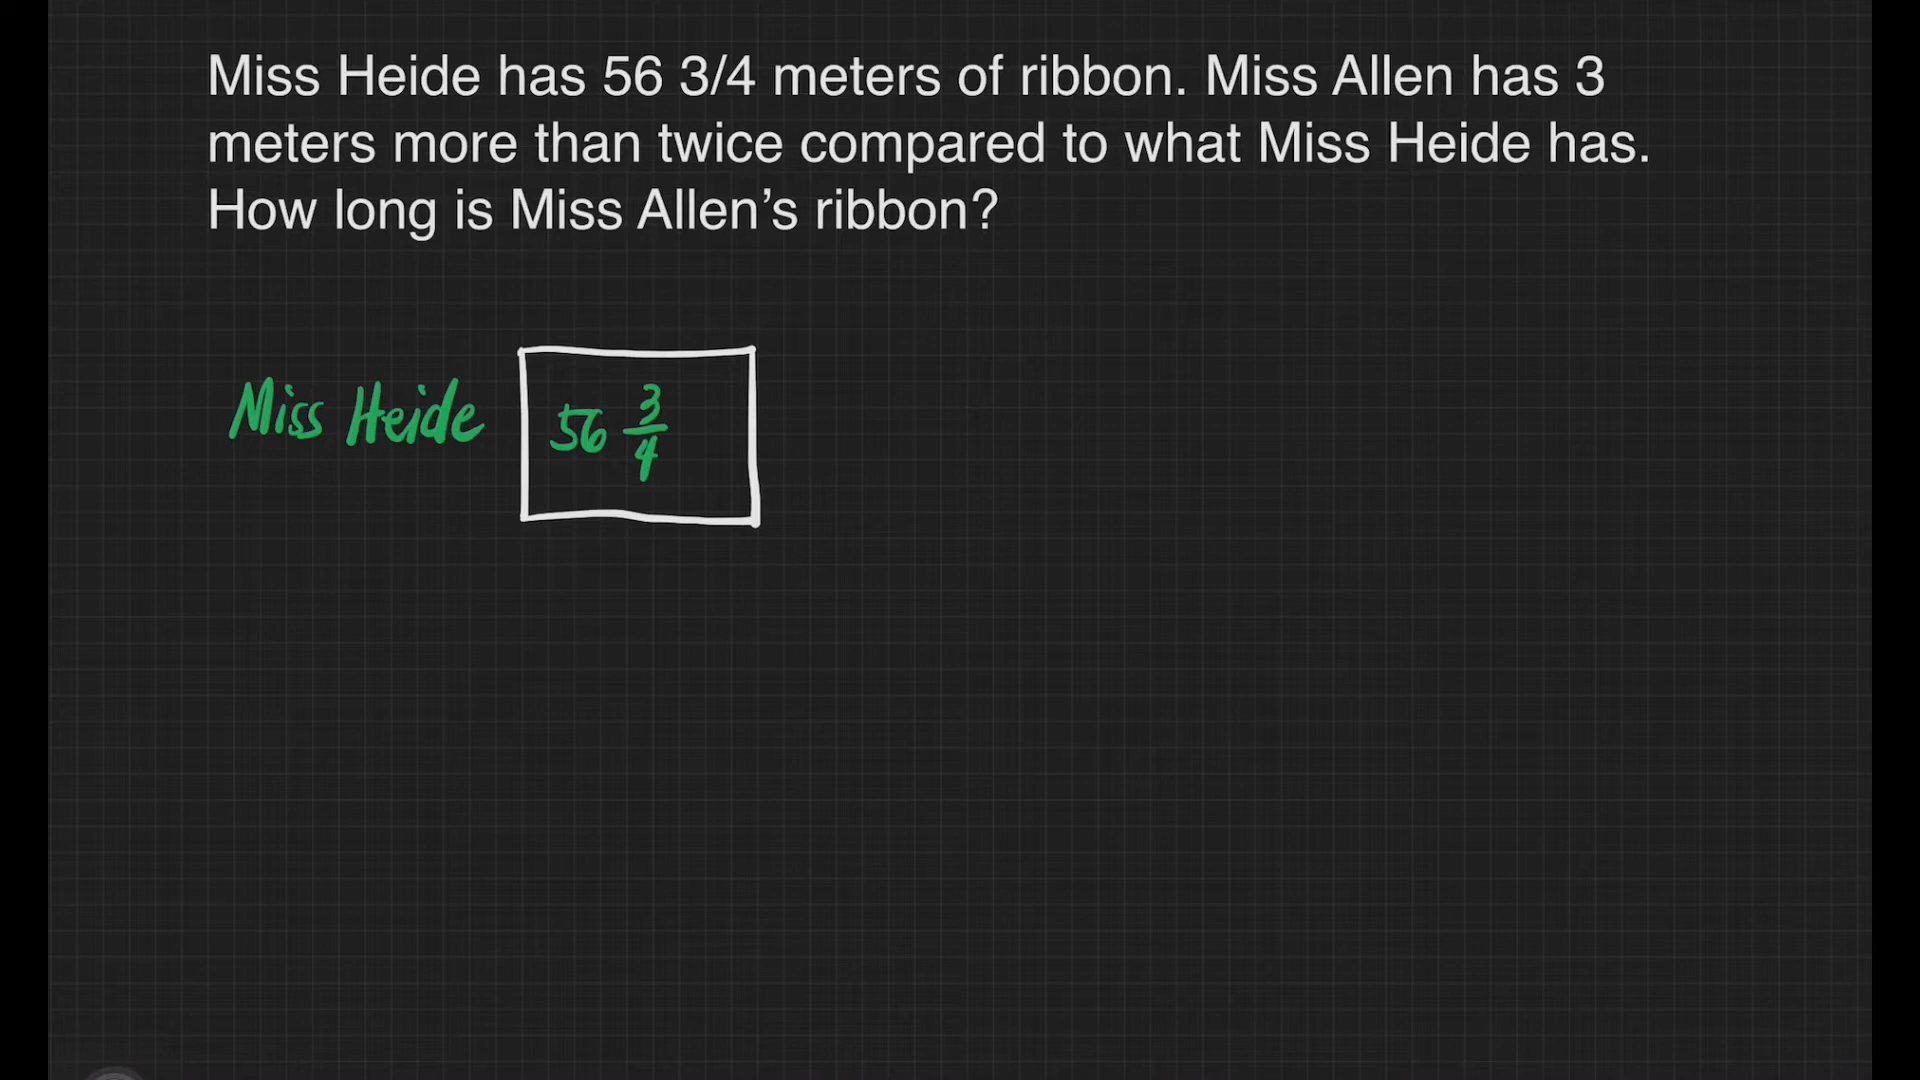 Miss Heide has 56 3/4 meters of ribbon. Miss Allen has 3
meters more than twice compared to what Miss Heide has.
How long is Miss Allen’s ribbon?
Miss Heide 56 3/4